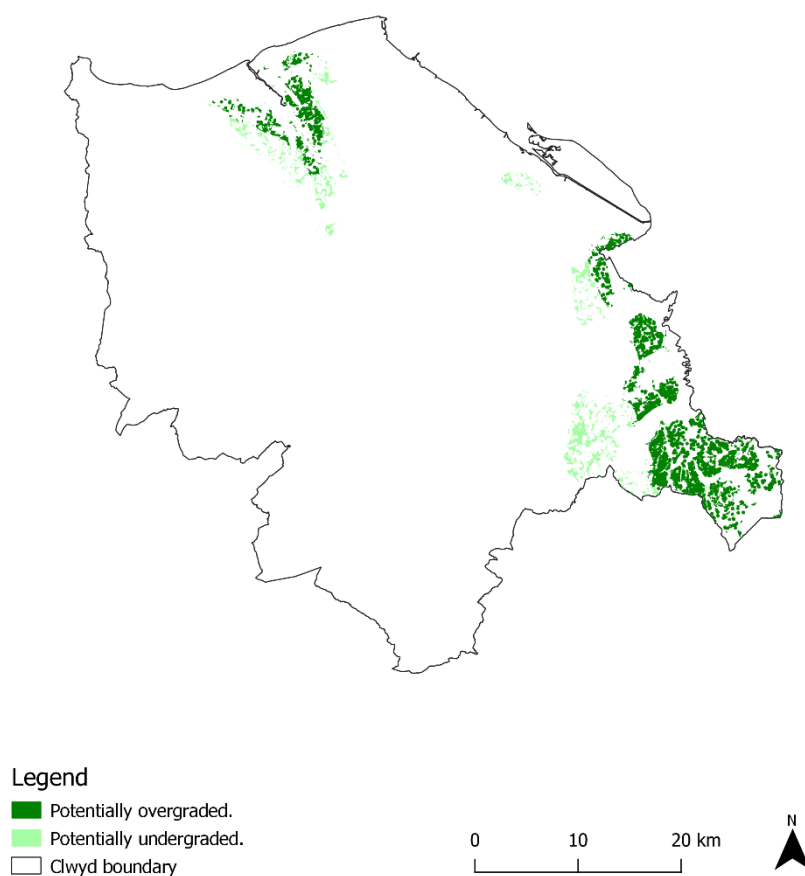 Legend
Potentially overgraded.
Potentially undergraded.
Clwyd boundary
0 10 20 km
N